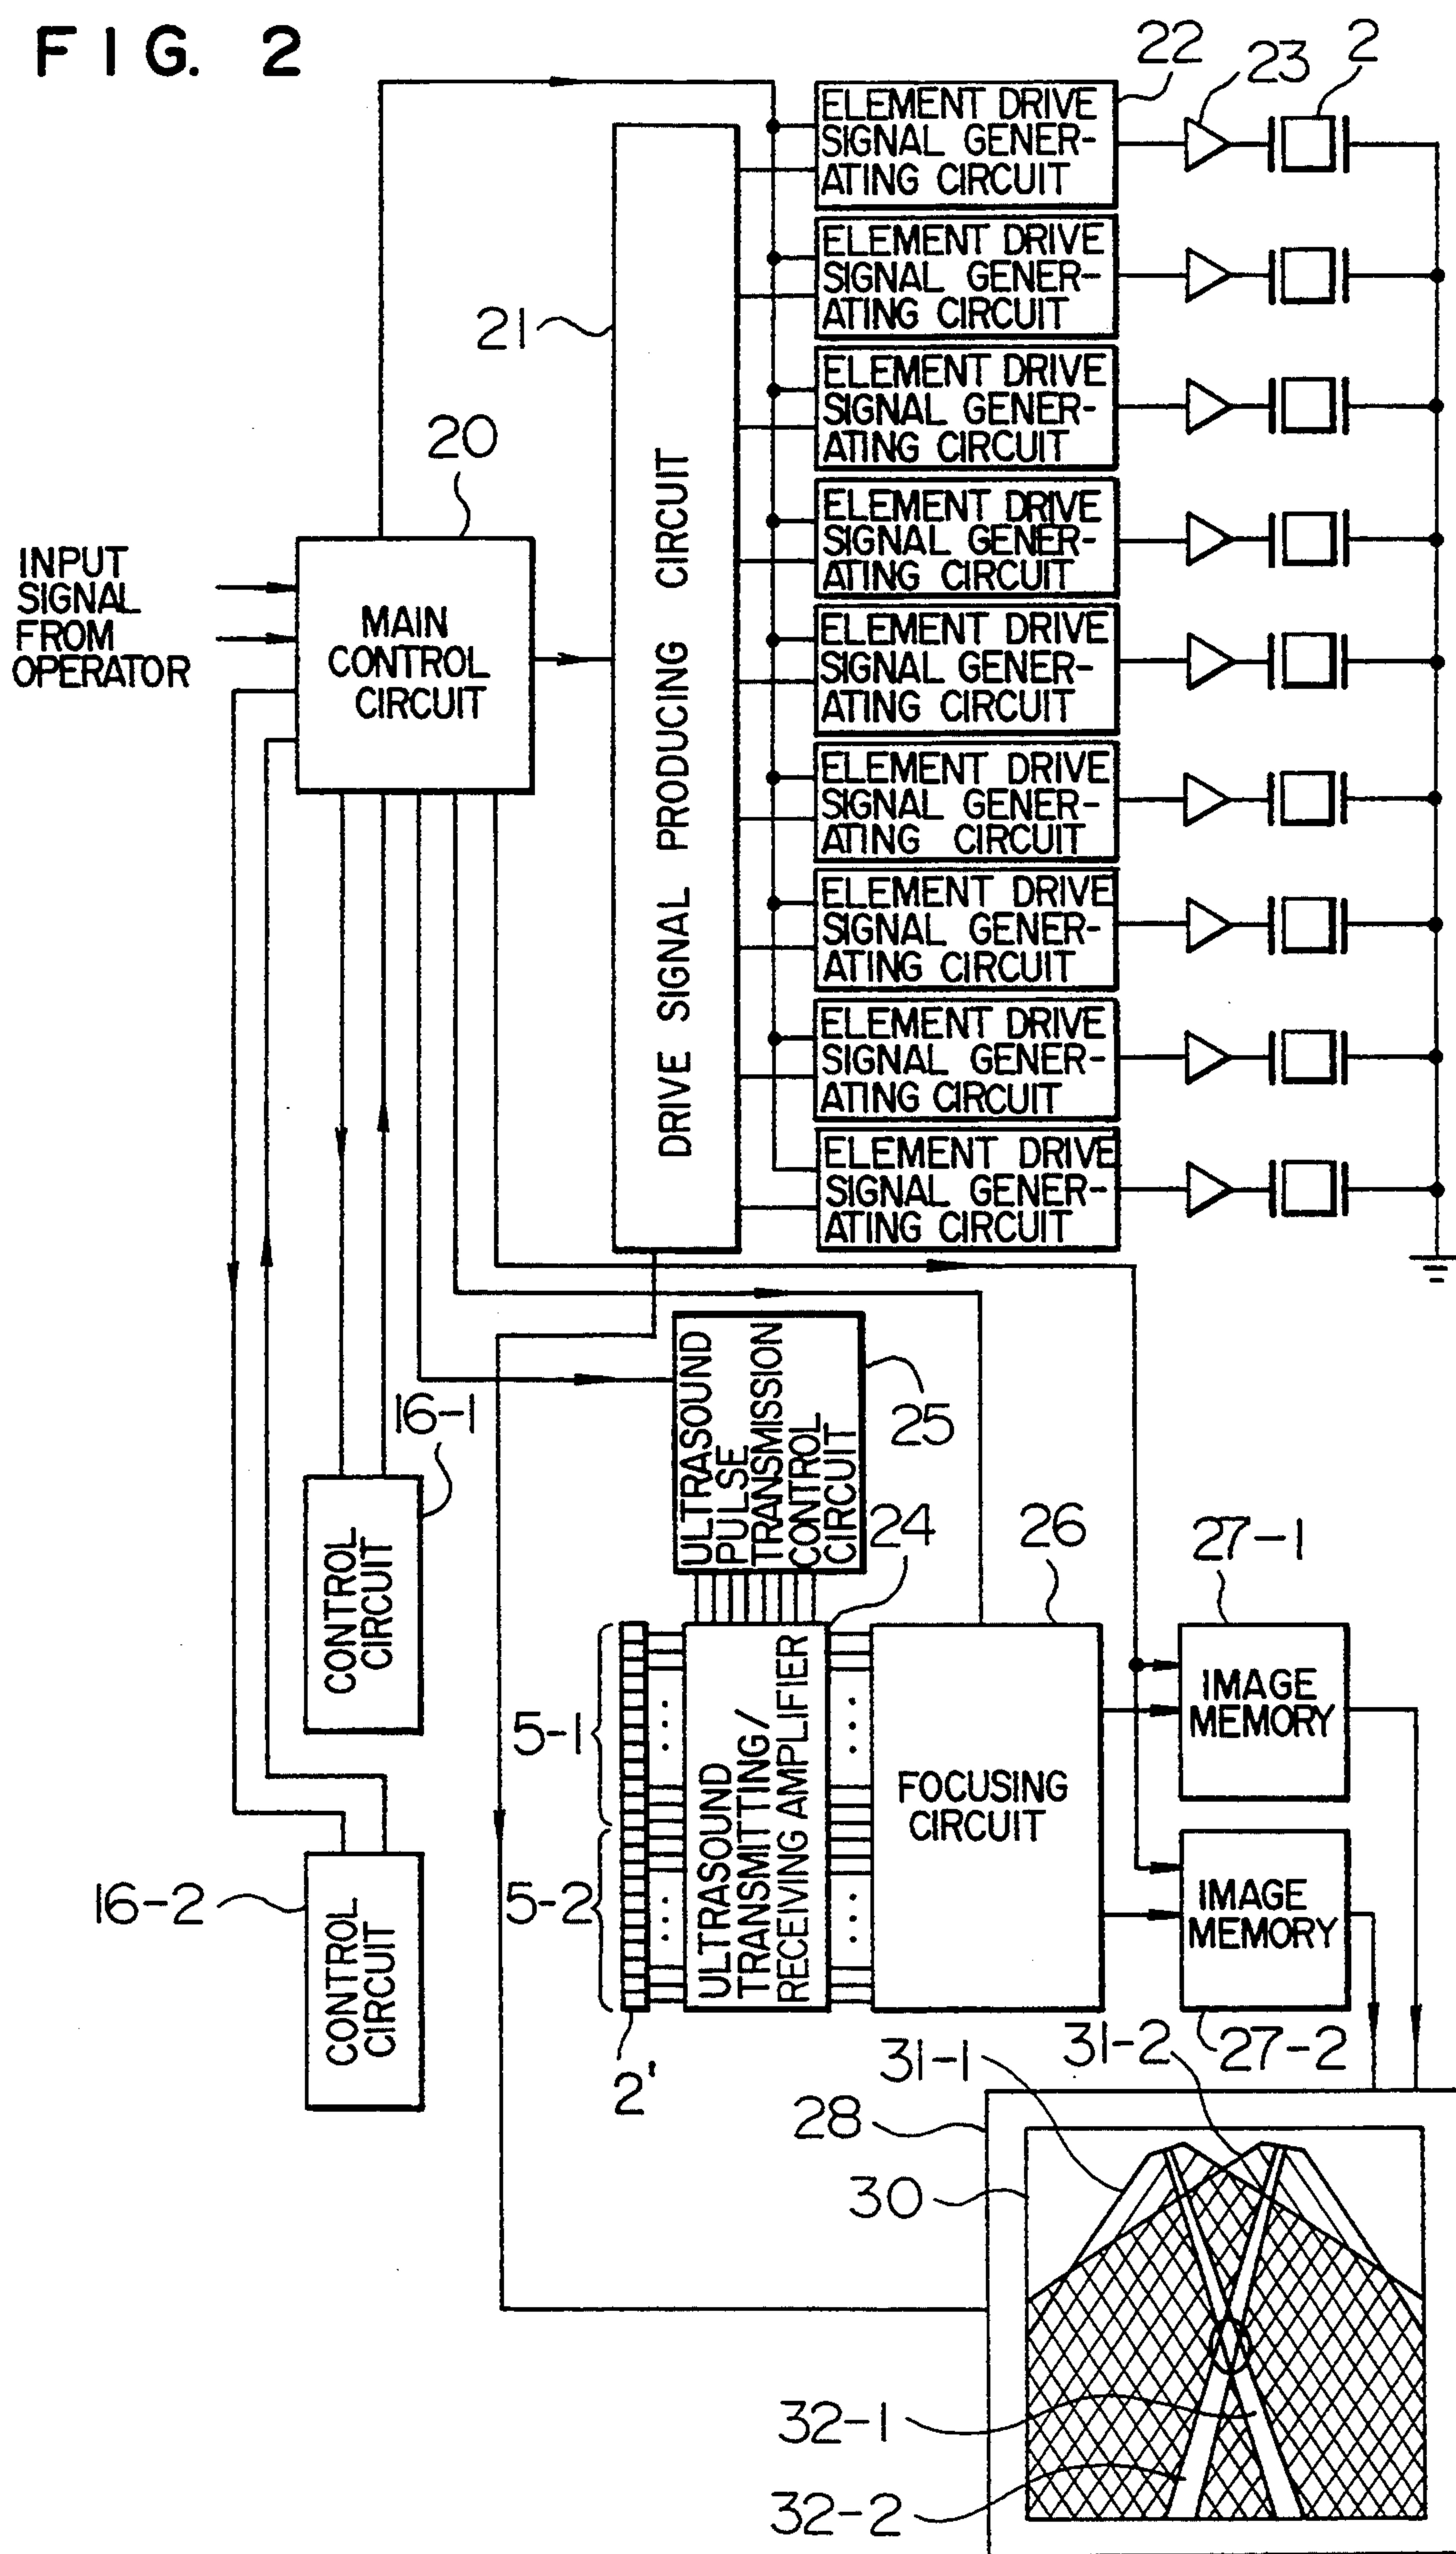 FIG. 2
22
23
2
ELEMENT DRIVE
SIGNAL GENER-
ATING CIRCUIT
ELEMENT DRIVE
SIGNAL GENER-
ATING CIRCUIT
21
ELEMENT DRIVE
SIGNAL GENER-
ATING CIRCUIT
20
ELEMENT DRIVE
SIGNAL GENER-
ATING CIRCUIT
INPUT
SIGNAL
FROM
OPERATOR
MAIN
CONTROL
CIRCUIT
DRIVE SIGNAL PRODUCING CIRCUIT
ELEMENT DRIVE
SIGNAL GENER-
ATING CIRCUIT
ELEMENT DRIVE
SIGNAL GENER-
ATING CIRCUIT
ELEMENT DRIVE
SIGNAL GENER-
ATING CIRCUIT
ELEMENT DRIVE
SIGNAL GENER-
ATING CIRCUIT
ELEMENT DRIVE
SIGNAL GENER-
ATING CIRCUIT
ULTRASOUND
PULSE
TRANSMISSION
CONTROL
CIRCUIT
25
16-1
CONTROL
CIRCUIT
24
26
27-1
5-1
5-2
ULTRASOUND
TRANSMITTING/
RECEIVING AMPLIFIER
FOCUSING
CIRCUIT
IMAGE
MEMORY
IMAGE
MEMORY
16-2
CONTROL
CIRCUIT
2'
31-1
31-2
27-2
28
30
32-1
32-2